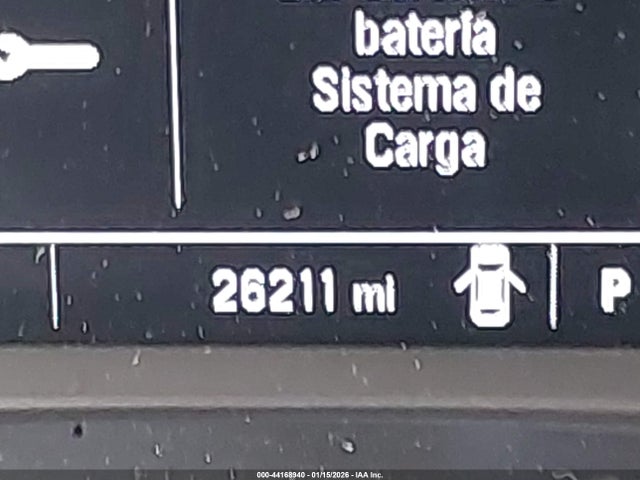 batería
Sistema de
Carga
26211 mi
P
000-44168940 - 01/15/2026 - IAA Inc.